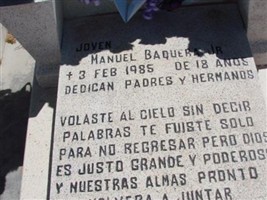 JOVEN
MANUEL BAQUERA JR
+ 3 FEB 1985 DE 18 AÑOS
DEDICAN PADRES Y HERMANOS
VOLASTE AL CIELO SIN DECIR
PALABRAS TE FUISTE SOLO
PARA NO REGRESAR PERO DIOS
ES JUSTO GRANDE Y PODEROSO
Y NUESTRAS ALMAS PRONTO
VOLVERA A JUNTAR